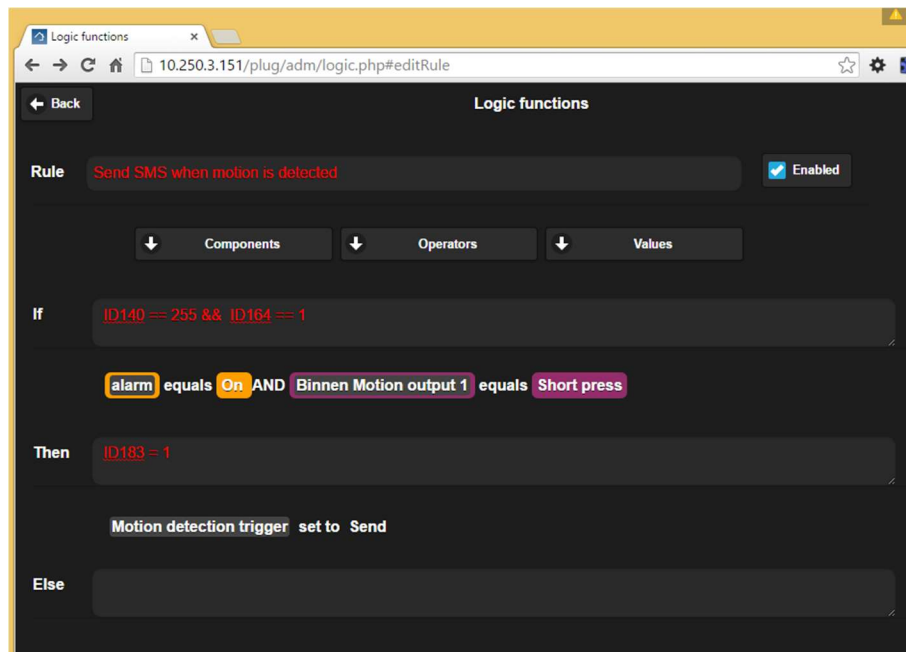 Logic functions
10.250.3.151/plug/adm/logic.php#editRule
Back
Logic functions
Rule
Send SMS when motion is detected
Enabled
Components
Operators
Values
If
ID140 == 255 && ID164 == 1
alarm equals On AND Binnen Motion output 1 equals Short press
Then
ID183 = 1
Motion detection trigger set to Send
Else